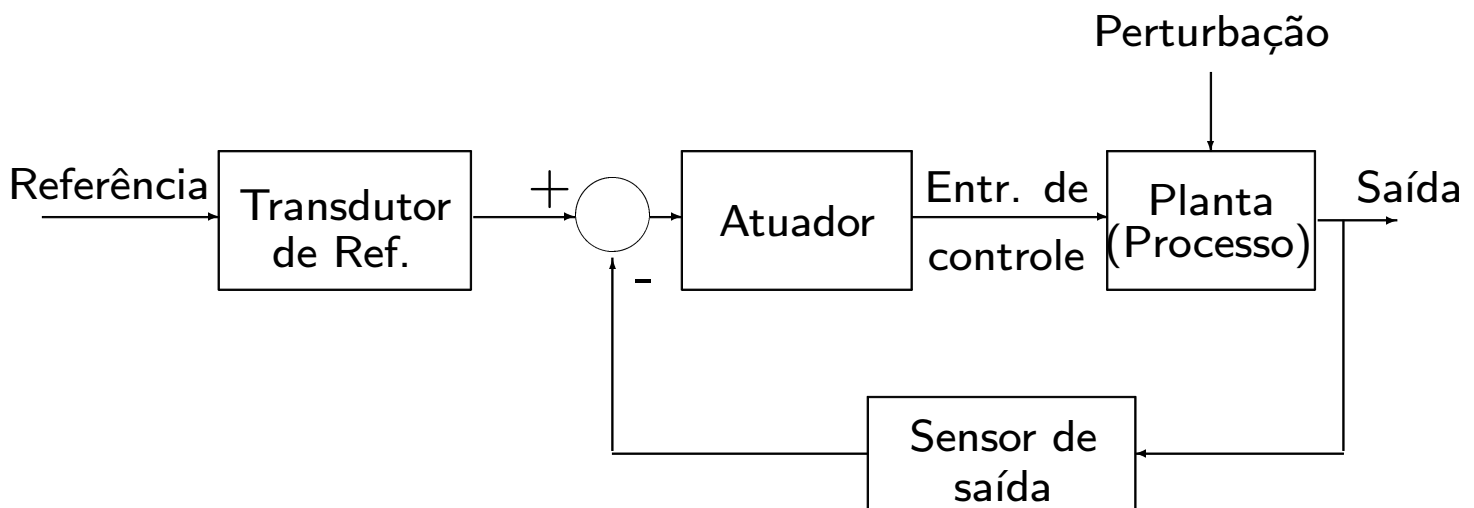 Perturbação
Referência
Transdutor
de Ref.
+
-
Atuador
Entr. de
controle
Planta
(Processo)
Saída
Sensor de
saída